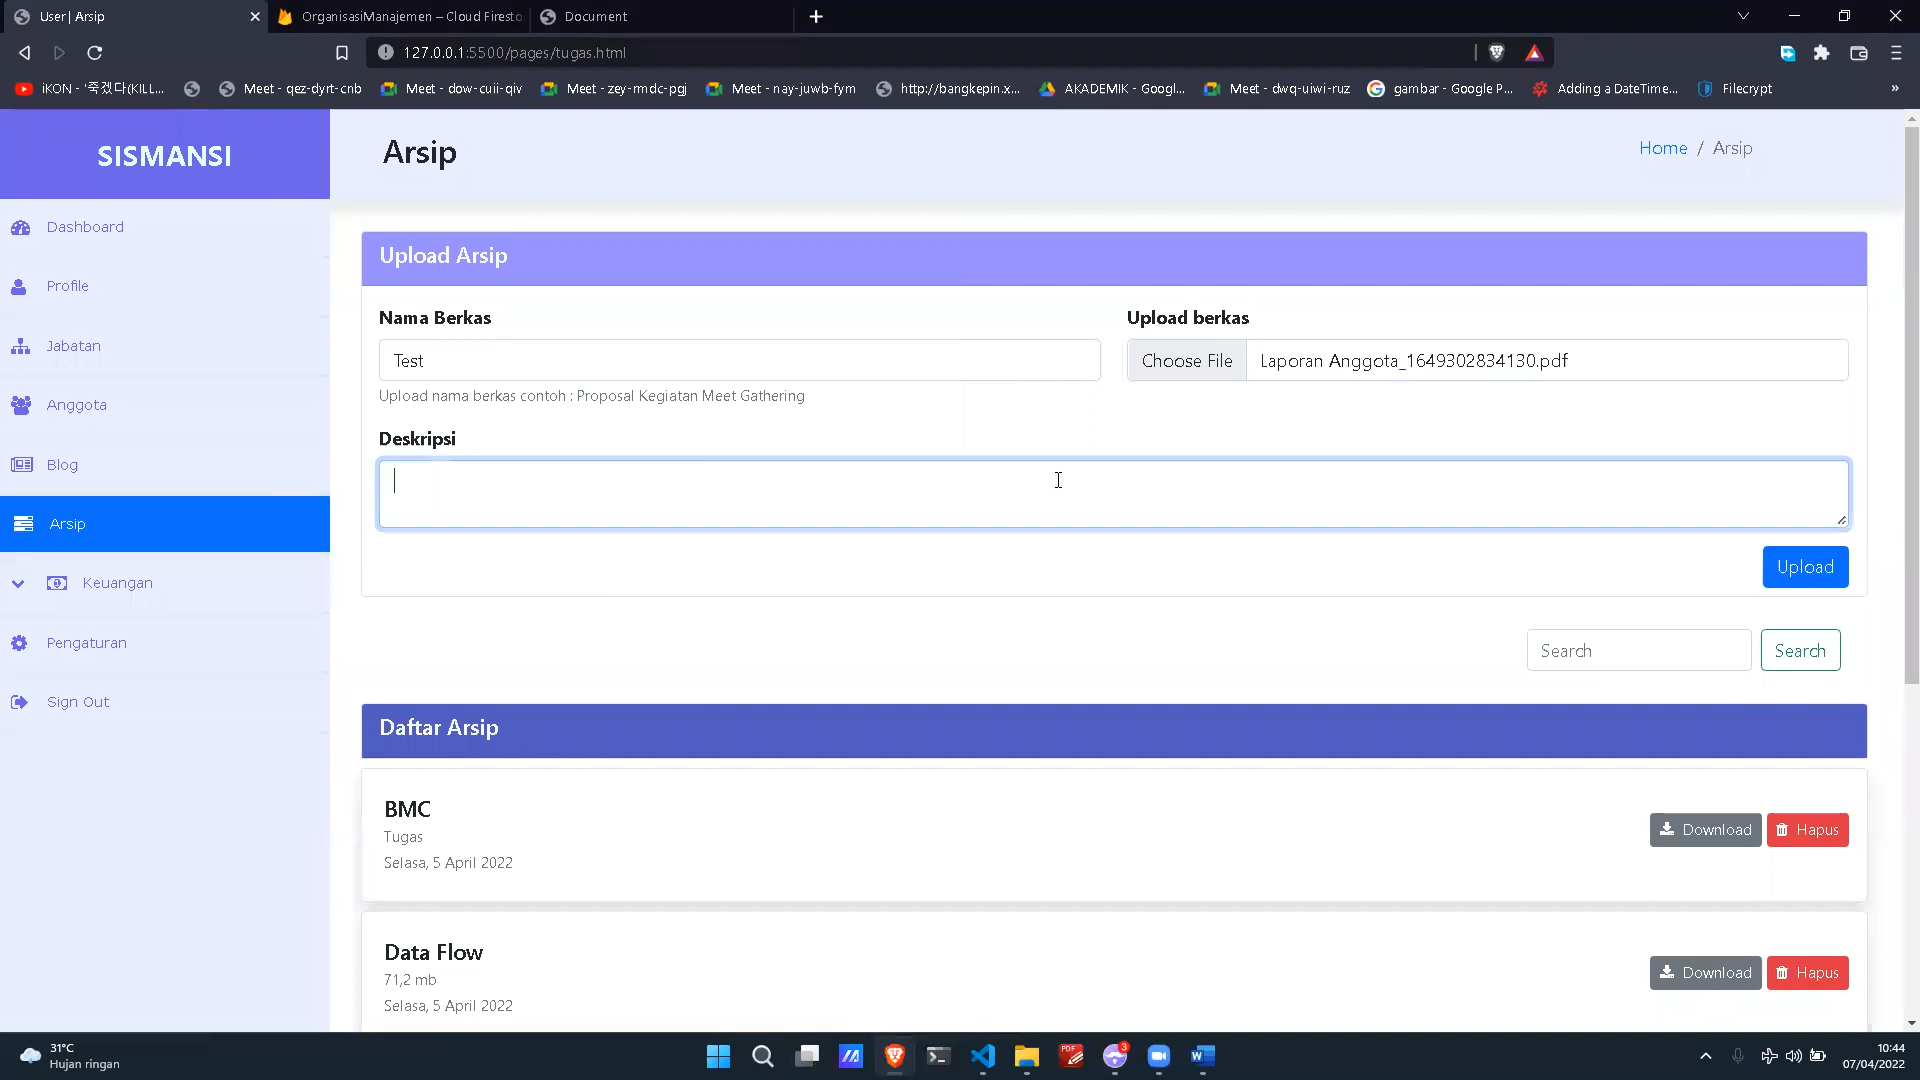 User | Arsip
OrganisasiManajemen – Cloud Firesto
Document
127.0.0.1:5500/pages/tugas.html
iKON - '죽겠다(KILL...
Meet - qez-dyrt-cnb
Meet - dow-cuii-qiv
Meet - zey-rmdc-pgj
Meet - nay-juwb-fym
http://bangkepin.x...
AKADEMIK - Googl...
Meet - dwq-uiwi-ruz
gambar - Google P...
Adding a DateTime...
Filecrypt
»
SISMANSI
Arsip
Home / Arsip
Dashboard
Profile
Jabatan
Anggota
Blog
Arsip
Keuangan
Pengaturan
Sign Out
Upload Arsip
Nama Berkas
Upload berkas
Test
Choose File Laporan Anggota_1649302834130.pdf
Upload nama berkas contoh : Proposal Kegiatan Meet Gathering
Deskripsi
Upload
Search Search
Daftar Arsip
BMC
Tugas
Selasa, 5 April 2022
Download Hapus
Data Flow
71,2 mb
Selasa, 5 April 2022
Download Hapus
31°C
Hujan ringan
PDF
3
W
10:44
07/04/2022